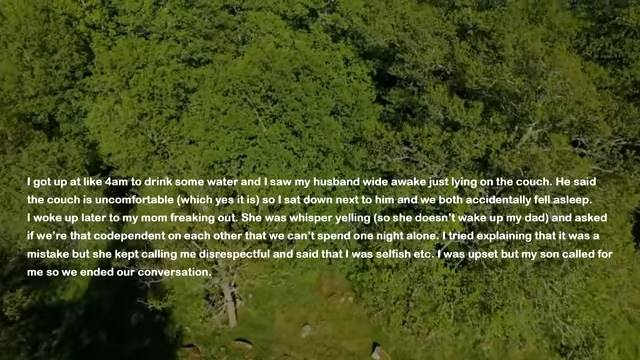 I got up at like 4am to drink some water and I saw my husband wide awake just lying on the couch. He said
the couch is uncomfortable (which yes it is) so I sat down next to him and we both accidentally fell asleep.
I woke up later to my mom freaking out. She was whisper yelling (so she doesn't wake up my dad) and asked
if we're that codependent on each other that we can't spend one night alone. I tried explaining that it was a
mistake but she kept calling me disrespectful and said that I was selfish etc. I was upset but my son called for
me so we ended our conversation.